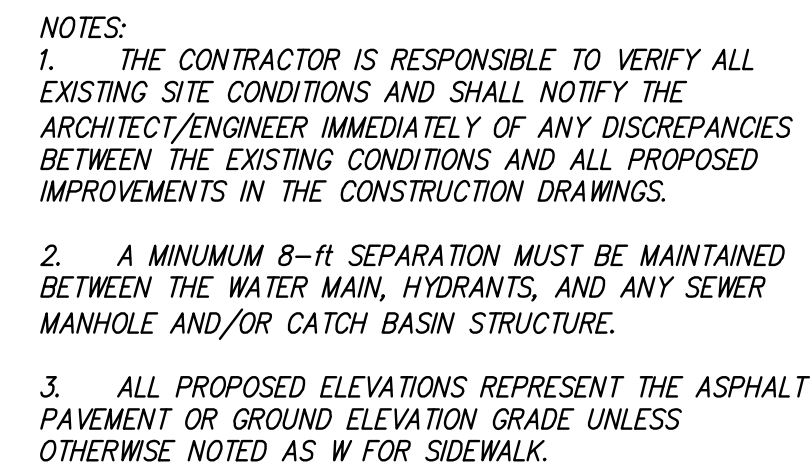 NOTES:
1. THE CONTRACTOR IS RESPONSIBLE TO VERIFY ALL
EXISTING SITE CONDITIONS AND SHALL NOTIFY THE
ARCHITECT/ENGINEER IMMEDIATELY OF ANY DISCREPANCIES
BETWEEN THE EXISTING CONDITIONS AND ALL PROPOSED
IMPROVEMENTS IN THE CONSTRUCTION DRAWINGS.
2. A MINUMUM 8-ft SEPARATION MUST BE MAINTAINED
BETWEEN THE WATER MAIN, HYDRANTS, AND ANY SEWER
MANHOLE AND/OR CATCH BASIN STRUCTURE.
3. ALL PROPOSED ELEVATIONS REPRESENT THE ASPHALT
PAVEMENT OR GROUND ELEVATION GRADE UNLESS
OTHERWISE NOTED AS W FOR SIDEWALK.